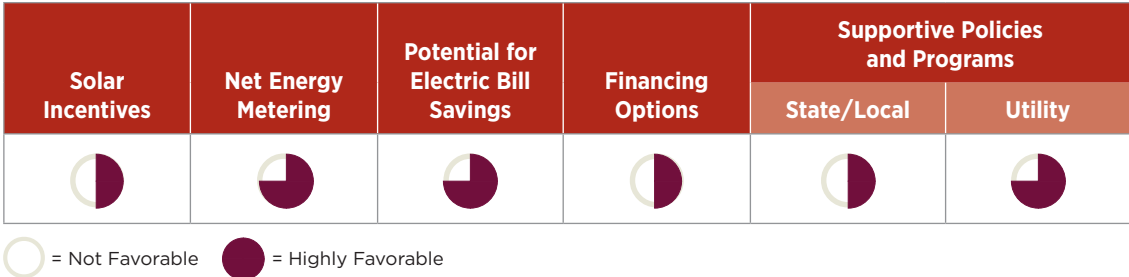 Solar
Incentives
Net Energy
Metering
Potential for
Electric Bill
Savings
Financing
Options
Supportive Policies
and Programs
State/Local
Utility
= Not Favorable
= Highly Favorable